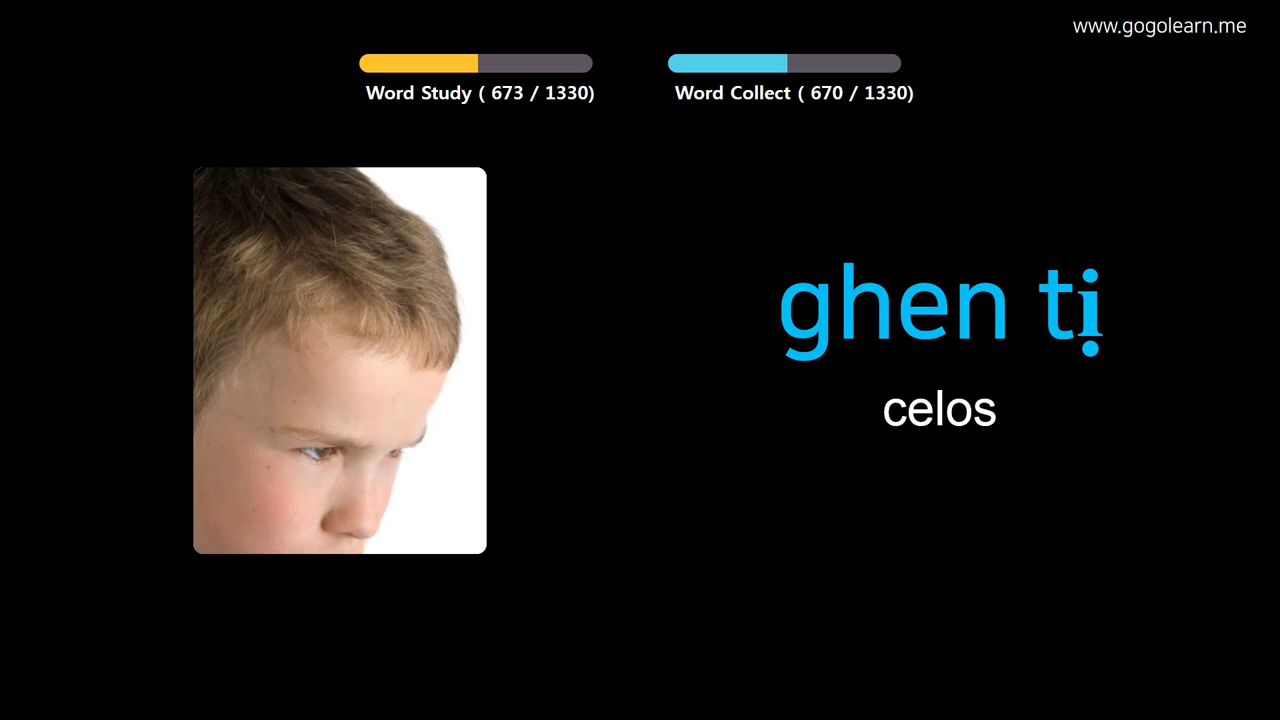 www.gogolearn.me
Word Study ( 673 / 1330)
Word Collect ( 670 / 1330)
ghen tị
celos